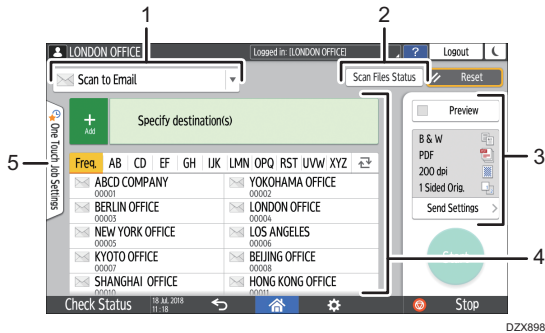 1
2
LONDON OFFICE
Logged in: [LONDON OFFICE]
?
Logout
Scan to Email
Scan Files Status
Reset
+
Add
Specify destination(s)
Preview
One Touch Job Settings
5
Freq. AB CD EF GH IJK LMN OPQ RST UVW XYZ
B & W
PDF
200 dpi
1 Sided Orig.
Send Settings
3
ABCD COMPANY
00001
YOKOHAMA OFFICE
00002
BERLIN OFFICE
00003
LONDON OFFICE
00004
NEW YORK OFFICE
00005
LOS ANGELES
00006
KYOTO OFFICE
00007
BEIJING OFFICE
00008
Start
4
SHANGHAI OFFICE
00010
HONG KONG OFFICE
00011
Check Status
18 Jul. 2018
11:18
Stop
DZX898